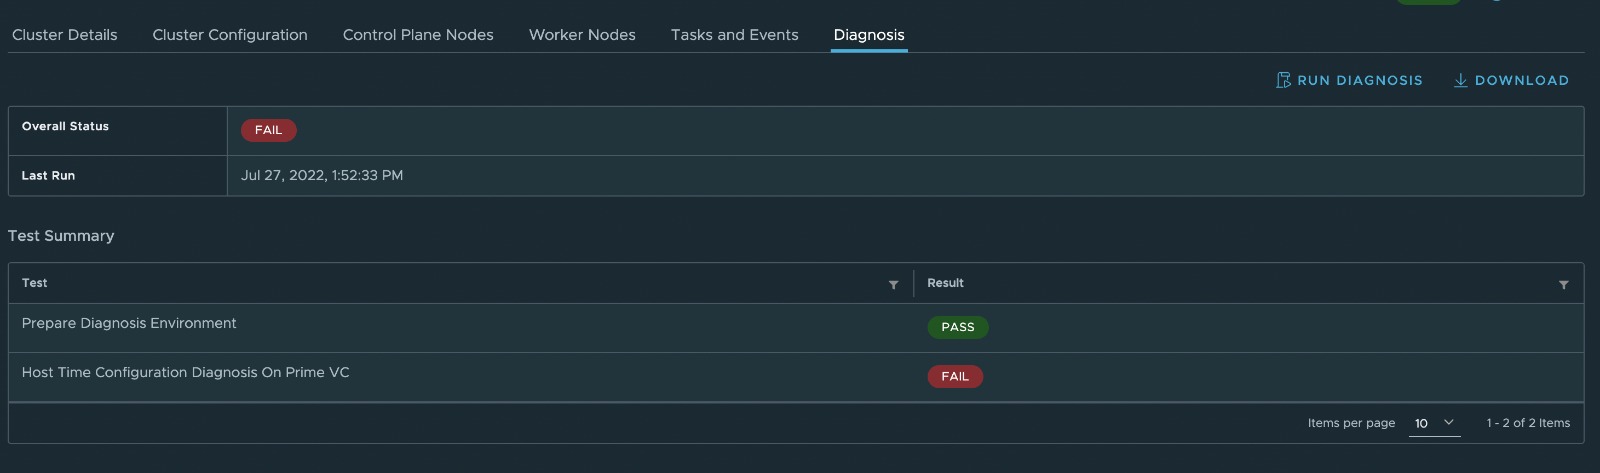 Cluster Details Cluster Configuration Control Plane Nodes Worker Nodes Tasks and Events Diagnosis
RUN DIAGNOSIS DOWNLOAD
Overall Status FAIL
Last Run Jul 27, 2022, 1:52:33 PM
Test Summary
Test Result
Prepare Diagnosis Environment PASS
Host Time Configuration Diagnosis On Prime VC FAIL
Items per page 10 1 - 2 of 2 Items